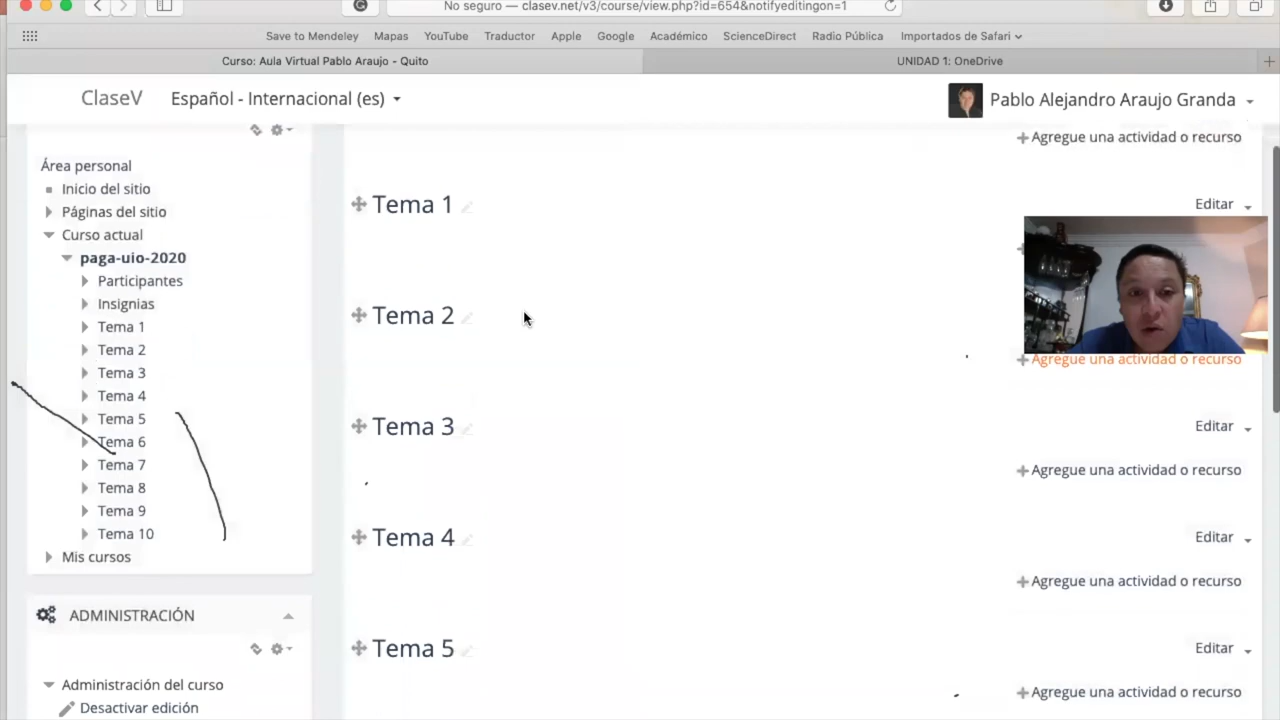 No seguro — clasev.net/v3/course/view.php?id=654&notifyeditingon=1
Save to Mendeley Mapas YouTube Traductor Apple Google Académico ScienceDirect Radio Pública Importados de Safari
Curso: Aula Virtual Pablo Araujo - Quito
UNIDAD 1: OneDrive
ClaseV Español - Internacional (es) Pablo Alejandro Araujo Granda
Área personal
Inicio del sitio
Páginas del sitio
Curso actual
paga-uio-2020
Participantes
Insignias
Tema 1
Tema 2
Tema 3
Tema 4
Tema 5
Tema 6
Tema 7
Tema 8
Tema 9
Tema 10
Mis cursos
ADMINISTRACIÓN
Administración del curso
Desactivar edición
Agregue una actividad o recurso
Tema 1 Editar
Tema 2
Agregue una actividad o recurso
Tema 3 Editar
Agregue una actividad o recurso
Tema 4 Editar
Agregue una actividad o recurso
Tema 5 Editar
Agregue una actividad o recurso